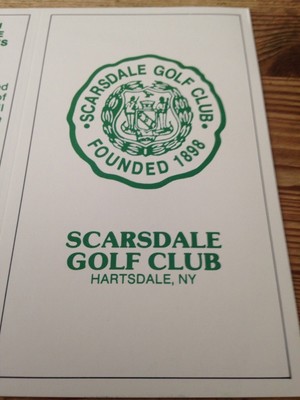 SCARSDALE GOLF CLUB
FOUNDED 1898
SCARSDALE
GOLF CLUB
HARTSDALE, NY